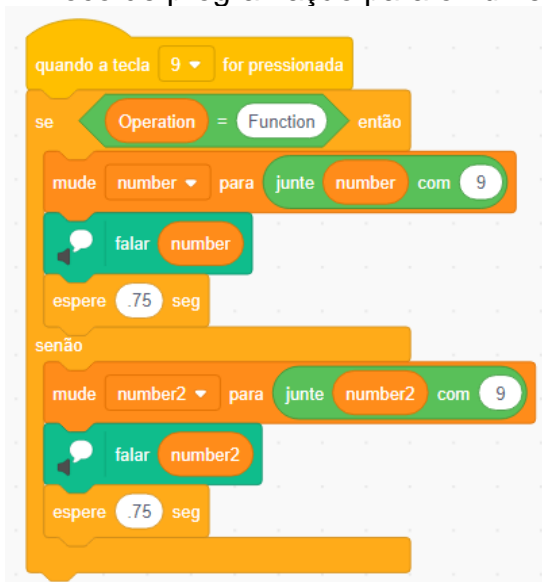 quando a tecla 9 for pressionada
se Operation = Function então
mude number para junte number com 9
falar number
espere .75 seg
senão
mude number2 para junte number2 com 9
falar number2
espere .75 seg